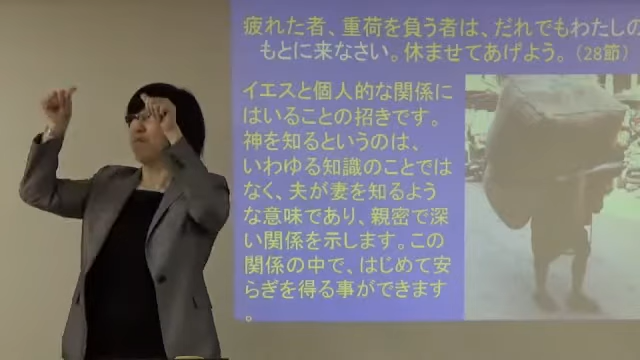 疲れた者、重荷を負う者は、だれでもわたしの
もとに来なさい。休ませてあげよう。（28節）
イエスと個人的な関係に
はいることの招きです。
神を知るというのは、
いわゆる知識のことでは
なく、夫が妻を知るよう
な意味であり、親密で深
い関係を示します。この
関係の中で、はじめて安
らぎを得る事ができます
。